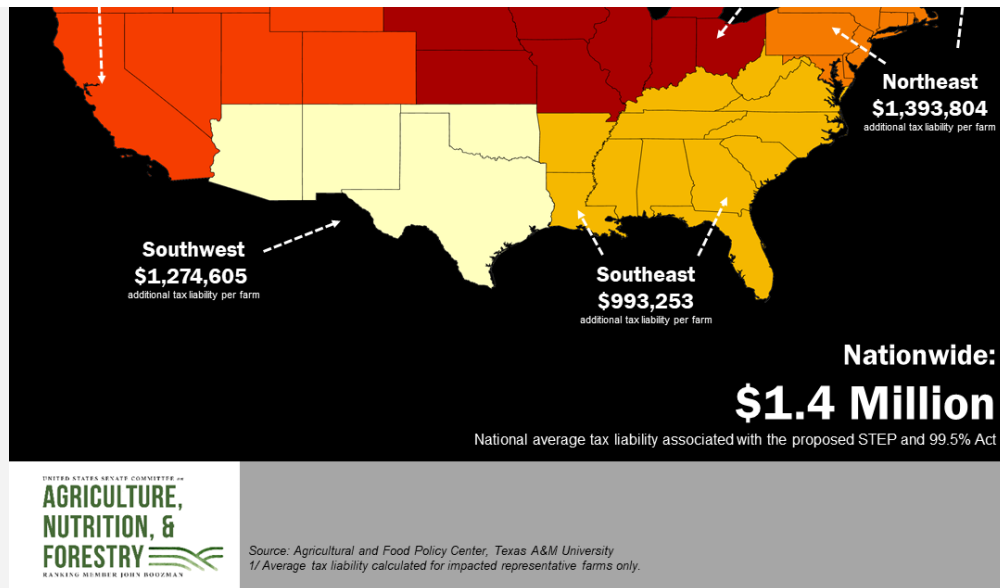 Northeast
$1,393,804
additional tax liability per farm
Southwest
$1,274,605
additional tax liability per farm
Southeast
$993,253
additional tax liability per farm
Nationwide:
$1.4 Million
National average tax liability associated with the proposed STEP and 99.5% Act
UNITED STATES SENATE COMMITTEE ON
AGRICULTURE,
NUTRITION, &
FORESTRY
RANKING MEMBER JOHN BOOZMAN
Source: Agricultural and Food Policy Center, Texas A&M University
1/ Average tax liability calculated for impacted representative farms only.